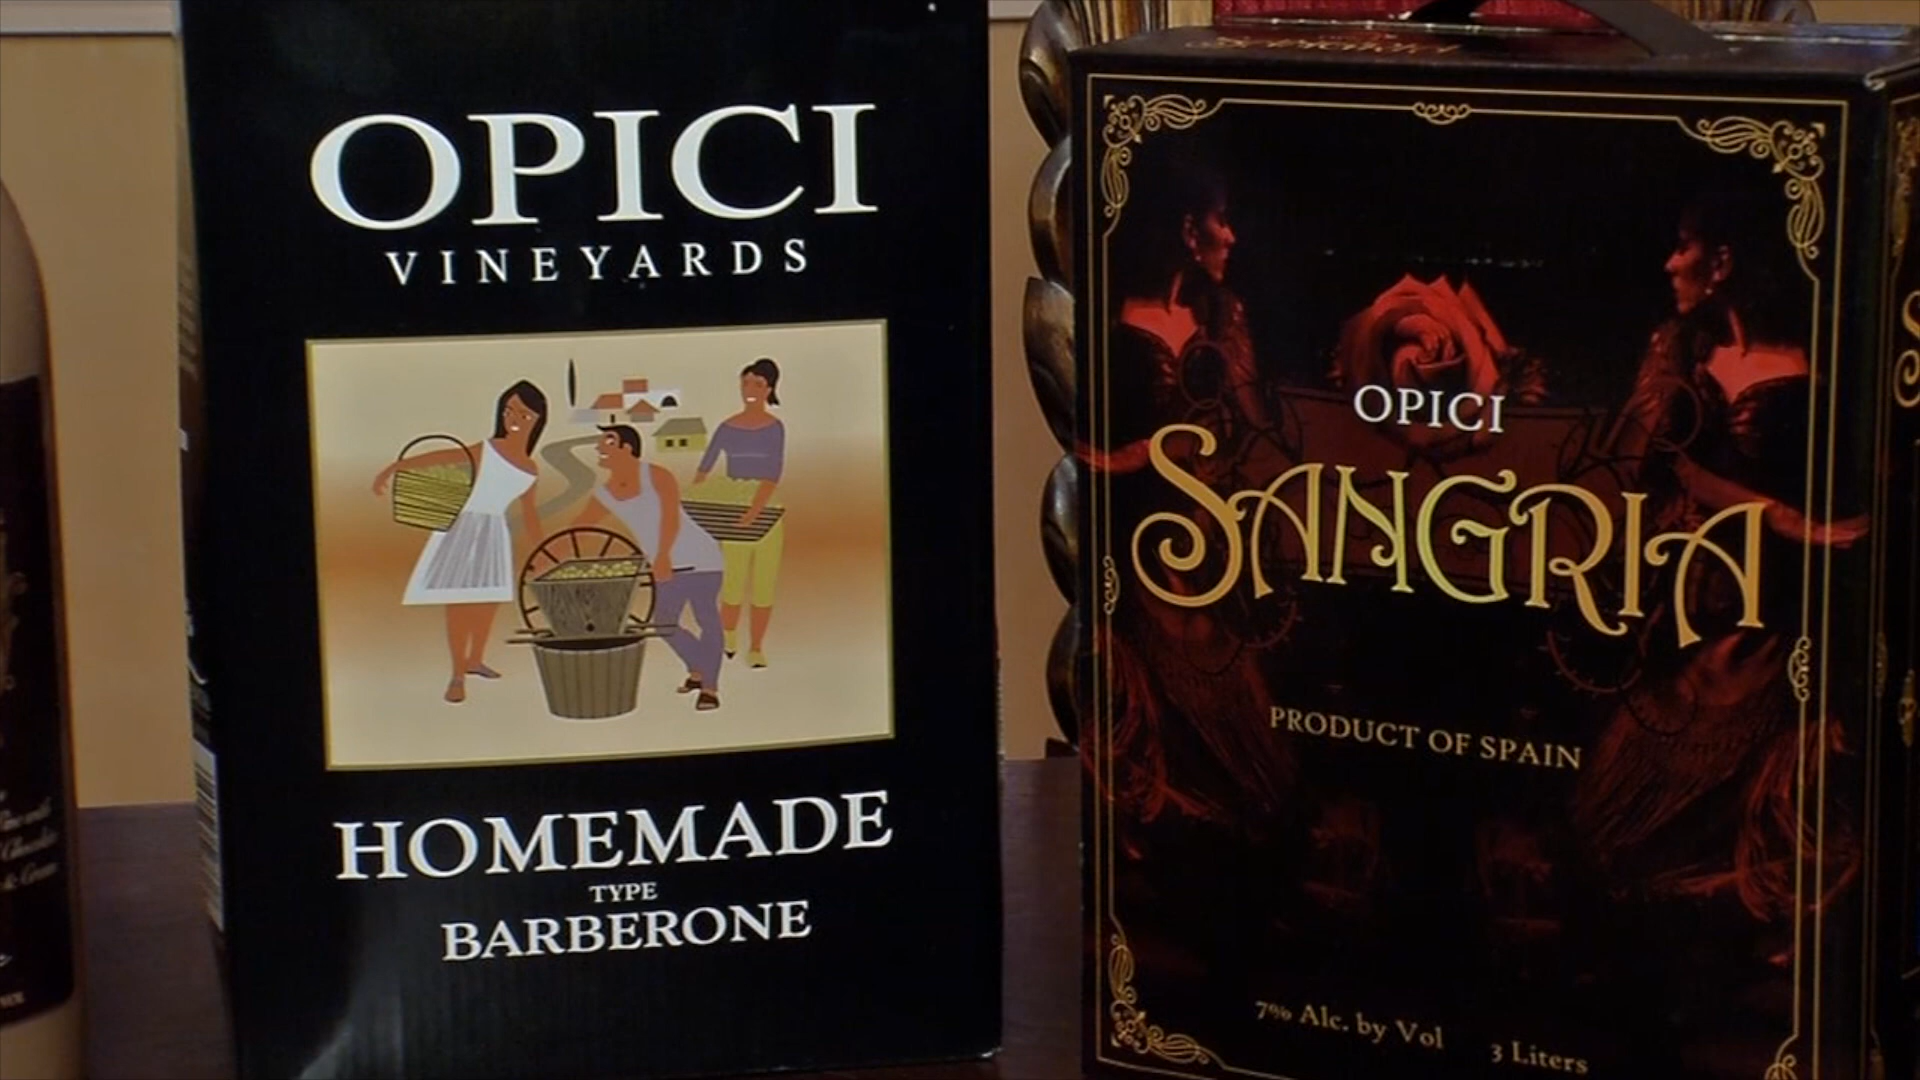 OPICI
VINEYARDS
HOMEMADE
TYPE
BARBERONE
OPICI
SANGRIA
PRODUCT OF SPAIN
7% Alc. by Vol 3 Liters